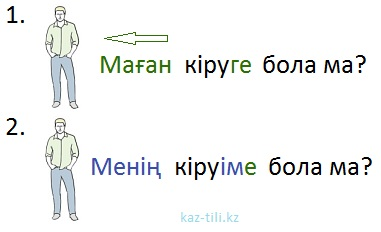 1.
Маған кіруге бола ма?
2.
Менің кіруіме бола ма?
kaz-tili.kz